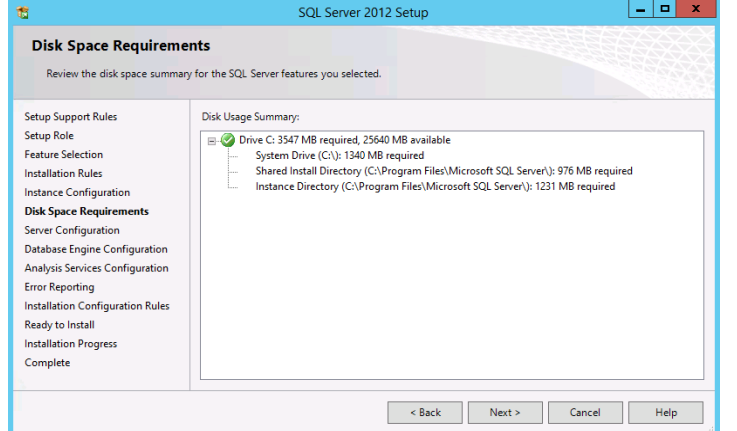 SQL Server 2012 Setup
Disk Space Requirements
Review the disk space summary for the SQL Server features you selected.
Setup Support Rules
Setup Role
Feature Selection
Installation Rules
Instance Configuration
Disk Space Requirements
Server Configuration
Database Engine Configuration
Analysis Services Configuration
Error Reporting
Installation Configuration Rules
Ready to Install
Installation Progress
Complete
Disk Usage Summary:
Drive C: 3547 MB required, 25640 MB available
System Drive (C:\): 1340 MB required
Shared Install Directory (C:\Program Files\Microsoft SQL Server\): 976 MB required
Instance Directory (C:\Program Files\Microsoft SQL Server\): 1231 MB required
< Back
Next >
Cancel
Help